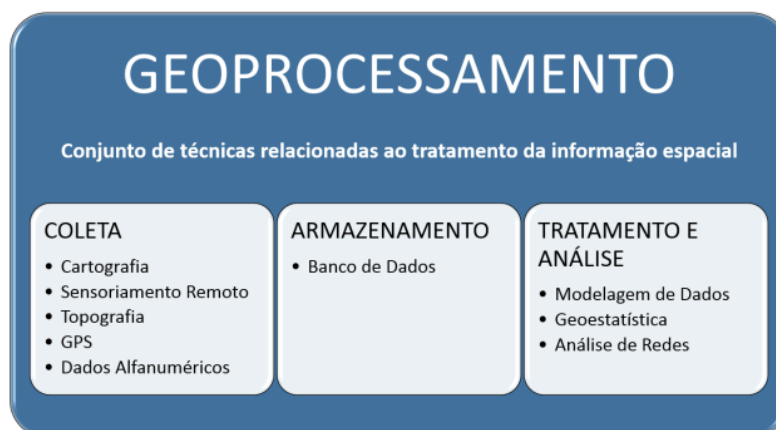 GEOPROCESSAMENTO
Conjunto de técnicas relacionadas ao tratamento da informação espacial
COLETA
• Cartografia
• Sensoriamento Remoto
• Topografia
• GPS
• Dados Alfanuméricos
ARMAZENAMENTO
• Banco de Dados
TRATAMENTO E
ANÁLISE
• Modelagem de Dados
• Geoestatística
• Análise de Redes